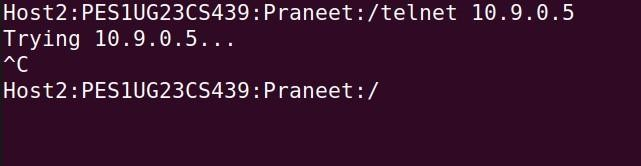 Host2:PES1UG23CS439:Praneet:/telnet 10.9.0.5
Trying 10.9.0.5...
^C
Host2:PES1UG23CS439:Praneet:/